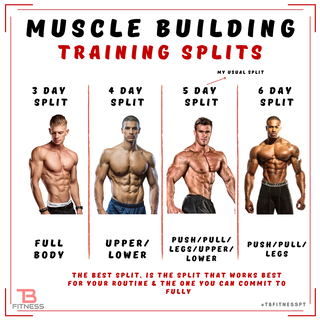 MUSCLE BUILDING
TRAINING SPLITS
MY USUAL SPLIT
3 DAY
SPLIT
4 DAY
SPLIT
5 DAY
SPLIT
6 DAY
SPLIT
FULL
BODY
UPPER/
LOWER
PUSH/PULL/
LEGS/UPPER/
LOWER
PUSH/PULL/
LEGS
THE BEST SPLIT, IS THE SPLIT THAT WORKS BEST
FOR YOUR ROUTINE & THE ONE YOU CAN COMMIT TO
FULLY
TB
FITNESS
@TBFITNESSPT